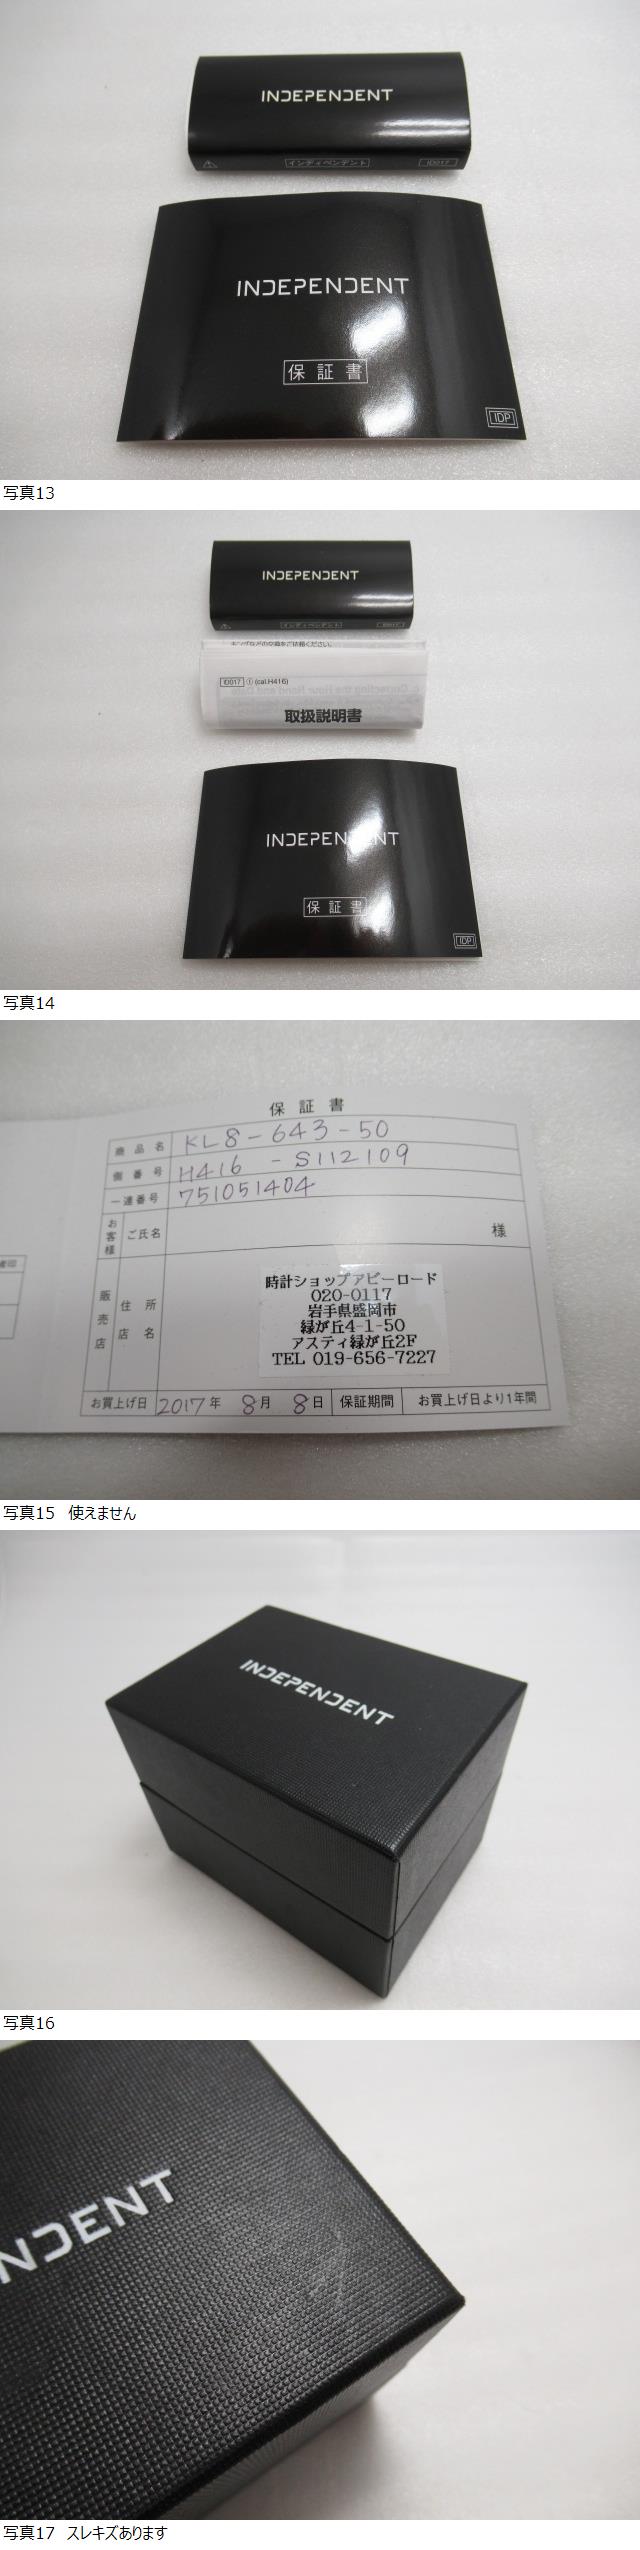 INDEPENDENT
インディペンデント
ID017
INDEPENDENT
保証書
IDP
写真13
INDEPENDENT
インディペンデント
ID017 ① (cal.H416)
取扱説明書
INDEPENDENT
保証書
IDP
写真14
保証書
商品名 KL8-643-50
側番号 H416 - S112109
一連番号 751051404
お客様 ご氏名 様
販売店 住所 店名
時計ショップアビーロード
020-0117
岩手県盛岡市
緑が丘4-1-50
アスティ緑が丘2F
TEL 019-656-7227
お買上げ日 2017年 8月 8日 保証期間 お買上げ日より1年間
写真15 使えません
INDEPENDENT
写真16
NDENT
写真17 スレキズあります